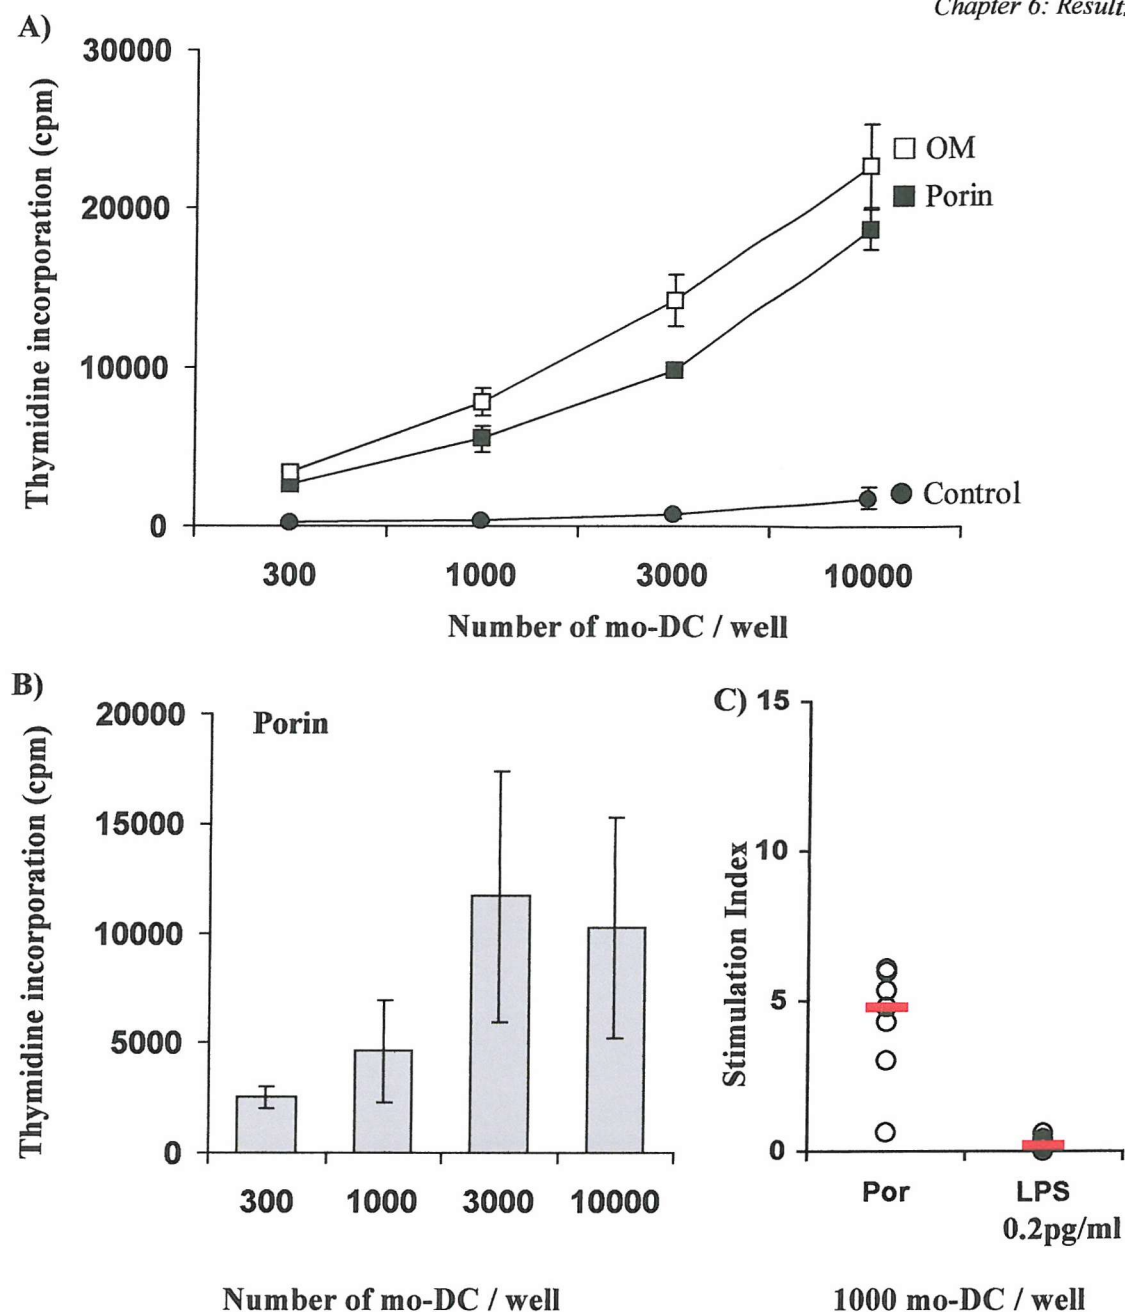 Chapter 6: Results
A)
Thymidine incorporation (cpm)
30000
20000
10000
0
OM
Porin
Control
300 1000 3000 10000
Number of mo-DC / well
B)
Thymidine incorporation (cpm)
20000
15000
10000
5000
0
Porin
300 1000 3000 10000
Number of mo-DC / well
C)
Stimulation Index
15
10
5
0
Por LPS
0.2pg/ml
1000 mo-DC / well